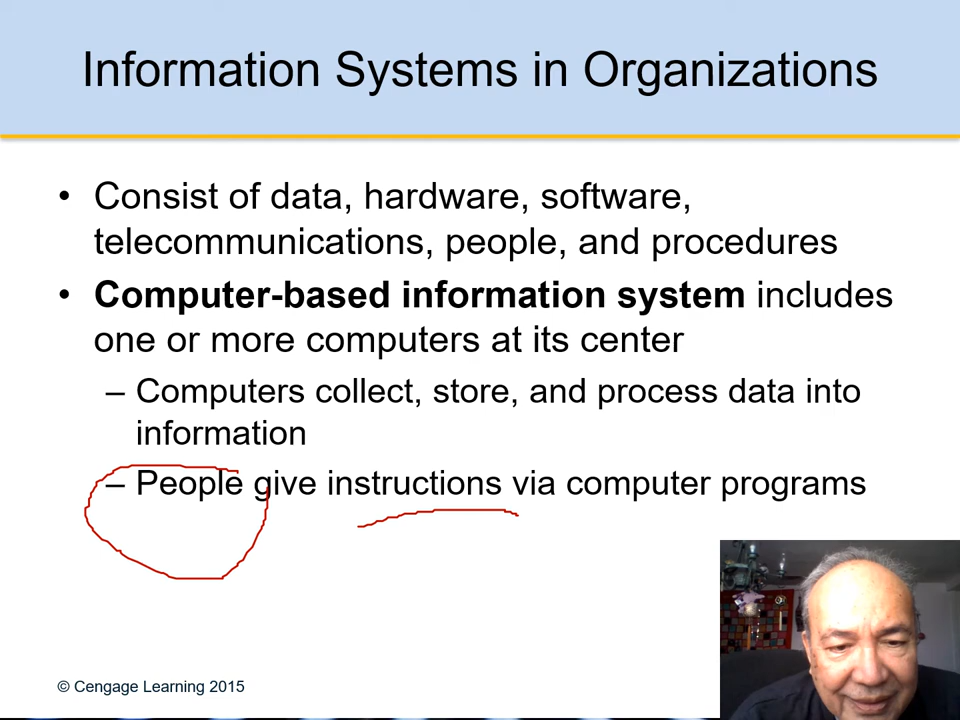 Information Systems in Organizations
• Consist of data, hardware, software,
telecommunications, people, and procedures
• Computer-based information system includes
one or more computers at its center
– Computers collect, store, and process data into
information
– People give instructions via computer programs
© Cengage Learning 2015